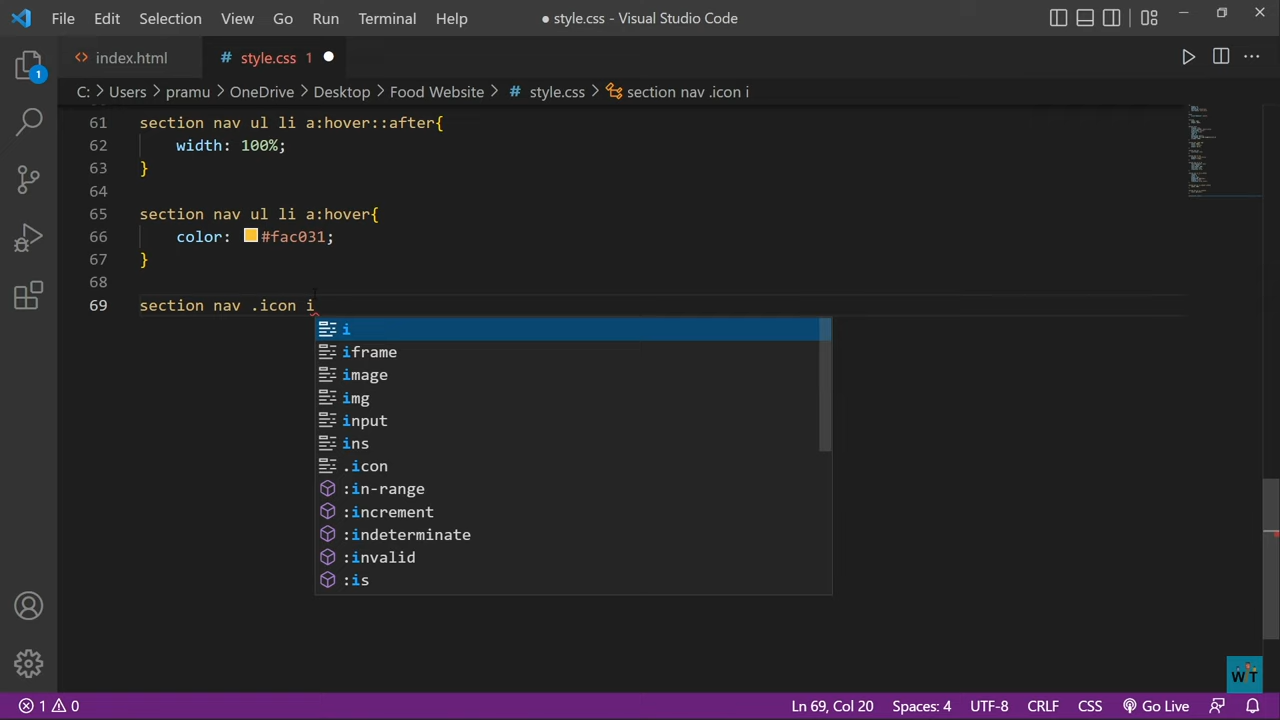 File Edit Selection View Go Run Terminal Help ● style.css - Visual Studio Code
index.html # style.css 1
1
C: > Users > pramu > OneDrive > Desktop > Food Website > # style.css > section nav .icon i
61 section nav ul li a:hover::after{
62 width: 100%;
63 }
64
65 section nav ul li a:hover{
66 color: #fac031;
67 }
68
69 section nav .icon i
i
iframe
image
img
input
ins
.icon
:in-range
:increment
:indeterminate
:invalid
:is
WT
1 0 Ln 69, Col 20 Spaces: 4 UTF-8 CRLF CSS Go Live